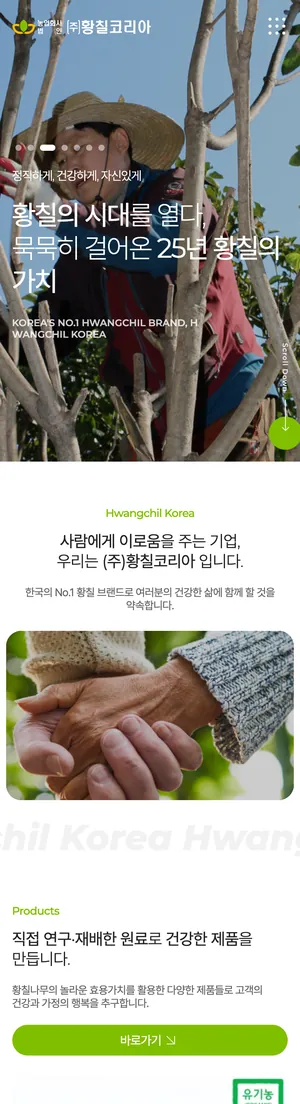 농업회사
법 인 (주)황칠코리아
정직하게, 건강하게, 자신있게,
황칠의 시대를 열다,
묵묵히 걸어온 25년 황칠의
가치
KOREA'S NO.1 HWANGCHIL BRAND, H
WANGCHIL KOREA
Scroll Down
Hwangchil Korea
사람에게 이로움을 주는 기업,
우리는 (주)황칠코리아 입니다.
한국의 No.1 황칠 브랜드로 여러분의 건강한 삶에 함께 할 것을
약속합니다.
chil Korea Hwang
Products
직접 연구·재배한 원료로 건강한 제품을
만듭니다.
황칠나무의 놀라운 효용가치를 활용한 다양한 제품들로 고객의
건강과 가정의 행복을 추구합니다.
바로가기
유기농